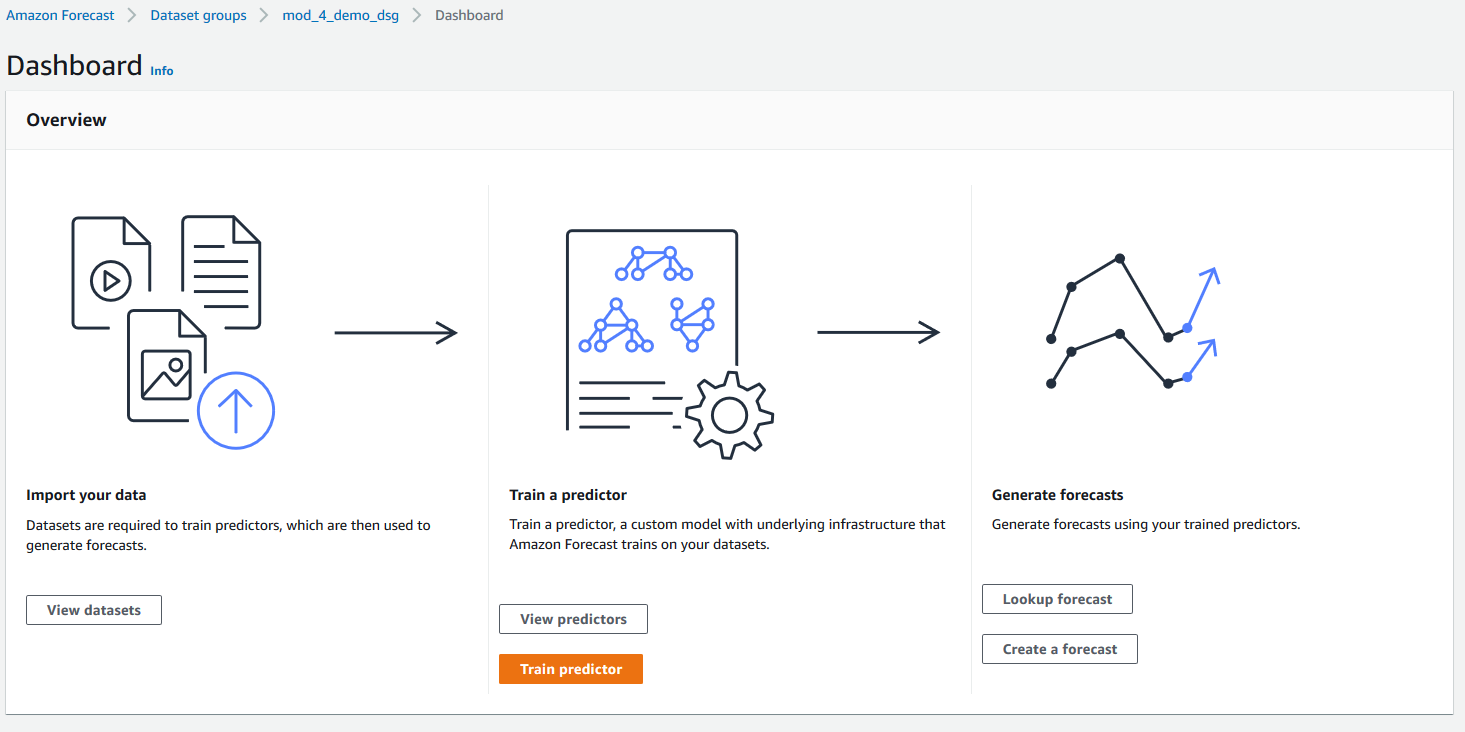 Amazon Forecast > Dataset groups > mod_4_demo_dsg > Dashboard
Dashboard Info
Overview
Import your data
Datasets are required to train predictors, which are then used to
generate forecasts.
View datasets
Train a predictor
Train a predictor, a custom model with underlying infrastructure that
Amazon Forecast trains on your datasets.
View predictors
Train predictor
Generate forecasts
Generate forecasts using your trained predictors.
Lookup forecast
Create a forecast